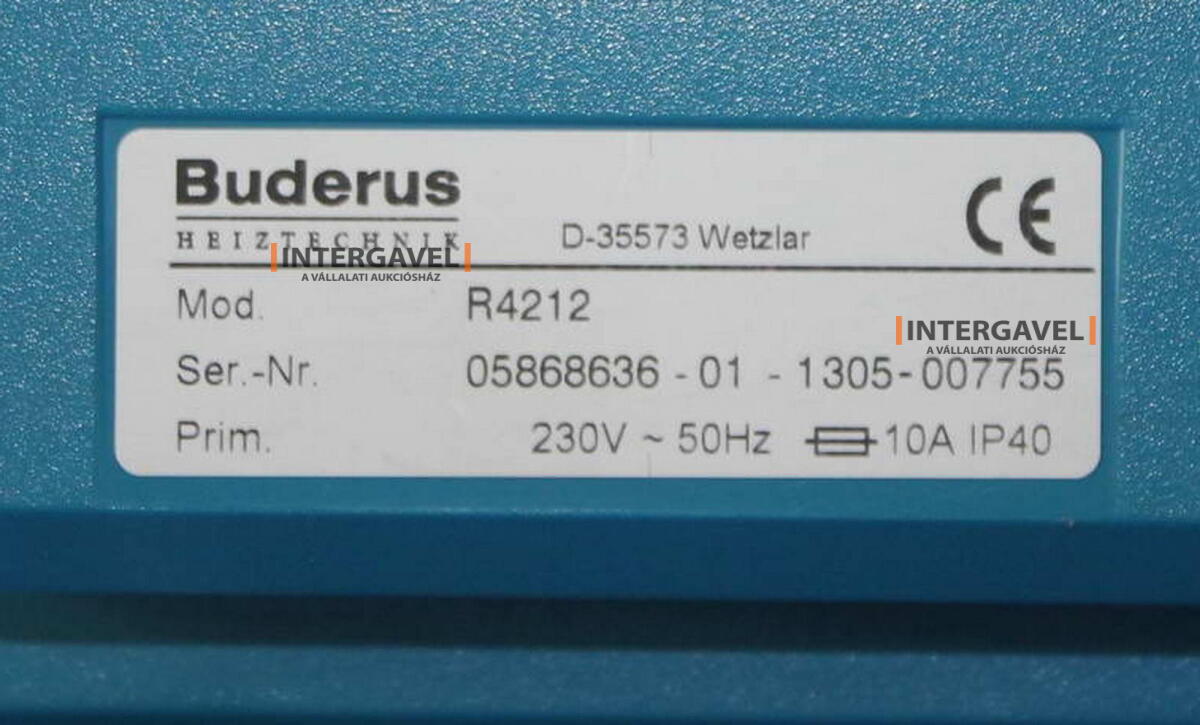 Buderus
HEIZTECHNIK D-35573 Wetzlar CE
INTERGAVEL
A VÁLLALATI AUKCIÓSHÁZ
Mod. R4212
INTERGAVEL
A VÁLLALATI AUKCIÓSHÁZ
Ser.-Nr. 05868636 - 01 - 1305-007755
Prim. 230V ~ 50Hz 10A IP40